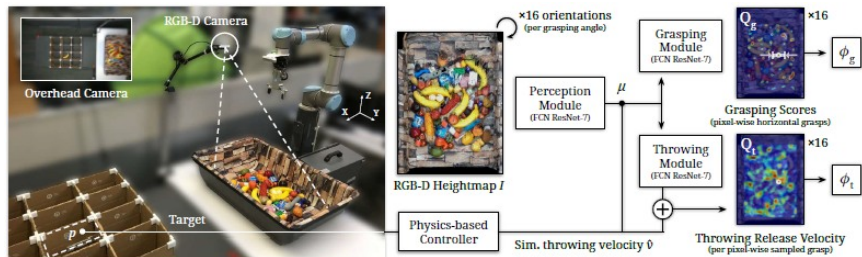 RGB-D Camera
Overhead Camera
Z
X
Y
Target
p
×16 orientations
(per grasping angle)
RGB-D Heightmap I
Perception
Module
(FCN ResNet-7)
μ
Grasping
Module
(FCN ResNet-7)
Q_g
×16
ϕ_g
Grasping Scores
(pixel-wise horizontal grasps)
Throwing
Module
(FCN ResNet-7)
Q_t
×16
ϕ_t
Throwing Release Velocity
(per pixel-wise sampled grasp)
Physics-based
Controller
Sim. throwing velocity v̂
+